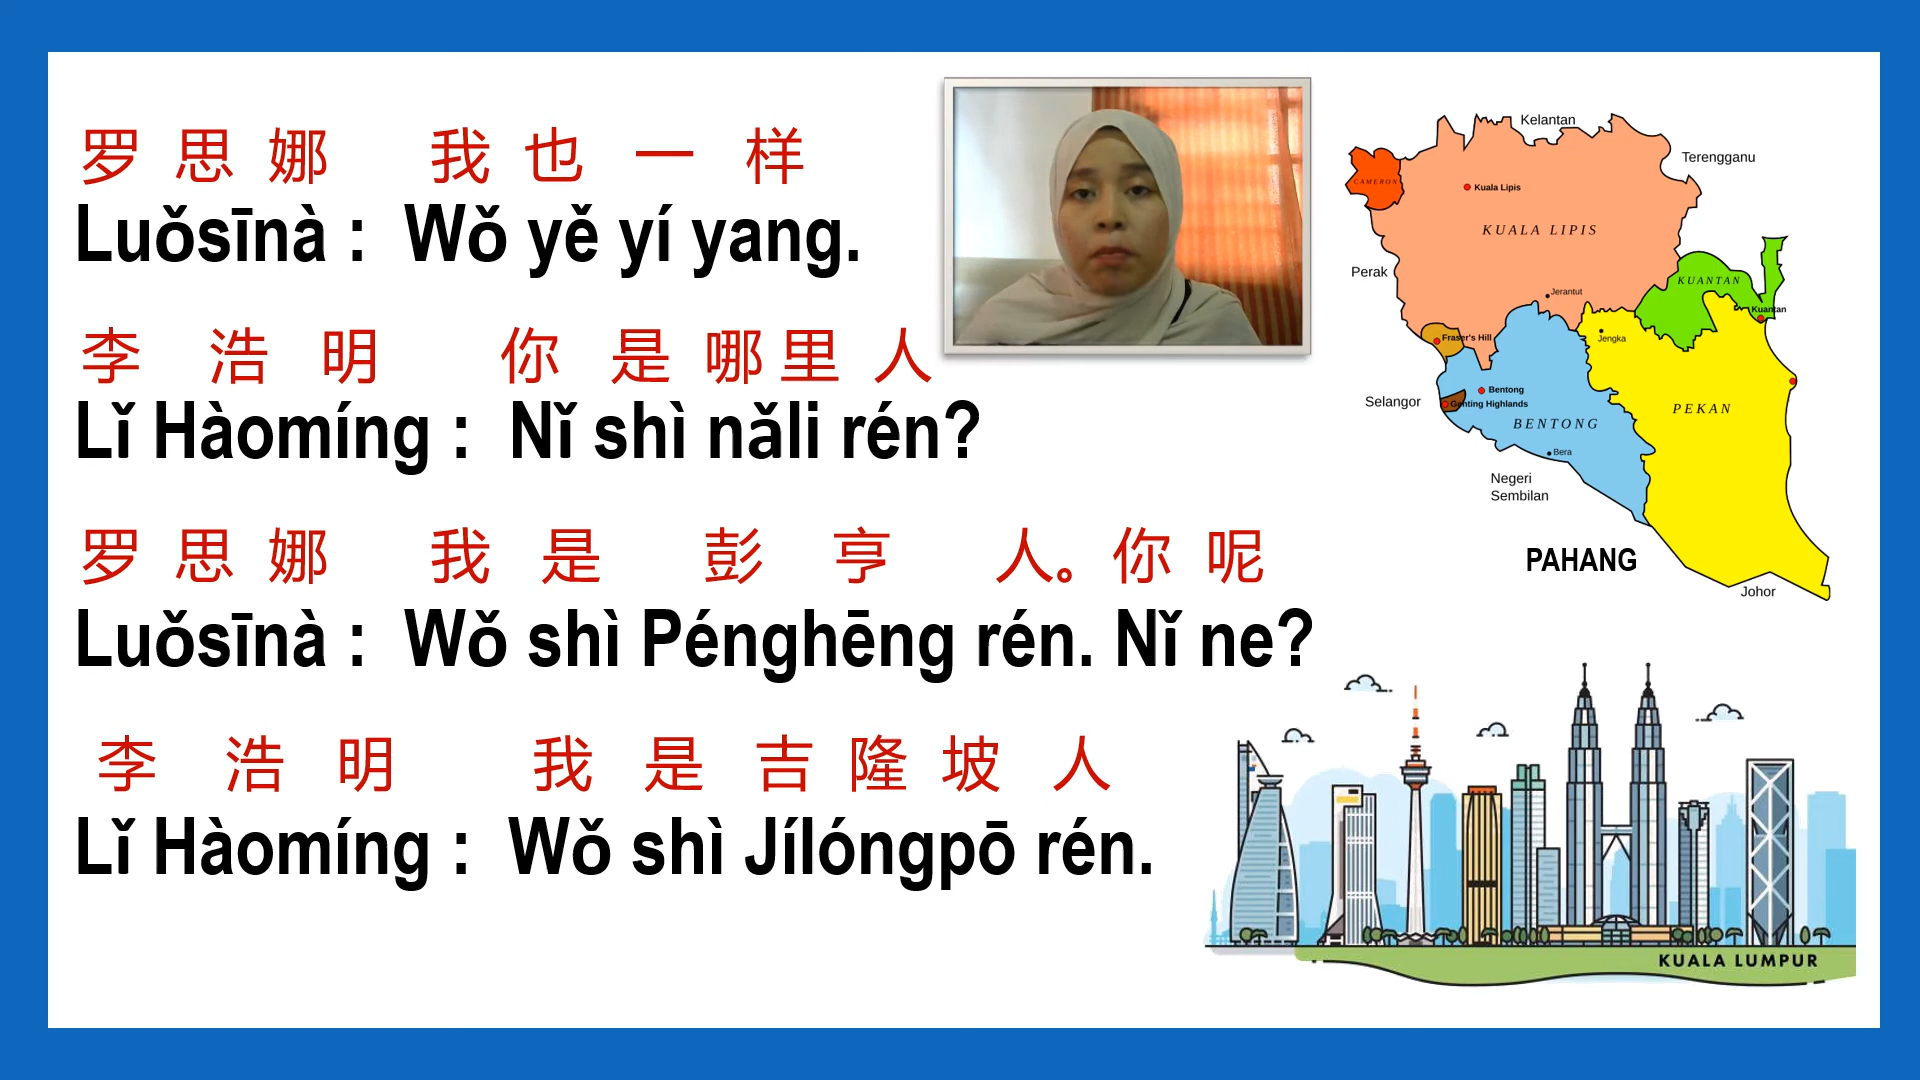 罗 思 娜 我 也 一 样
Luǒsīnà : Wǒ yě yí yang.
李 浩 明 你 是 哪 里 人
Lǐ Hàomíng : Nǐ shì nǎli rén?
罗 思 娜 我 是 彭 亨 人。你 呢
Luǒsīnà : Wǒ shì Pénghēng rén. Nǐ ne?
李 浩 明 我 是 吉 隆 坡 人
Lǐ Hàomíng : Wǒ shì Jílóngpō rén.
Kelantan
Terengganu
CAMERON
Kuala Lipis
KUALA LIPIS
Perak
KUANTAN
Jerantut
Kuantan
Fraser's Hill
Jengka
Bentong
Selangor
Genting Highlands
PEKAN
BENTONG
Bera
Negeri
Sembilan
PAHANG
Johor
KUALA LUMPUR